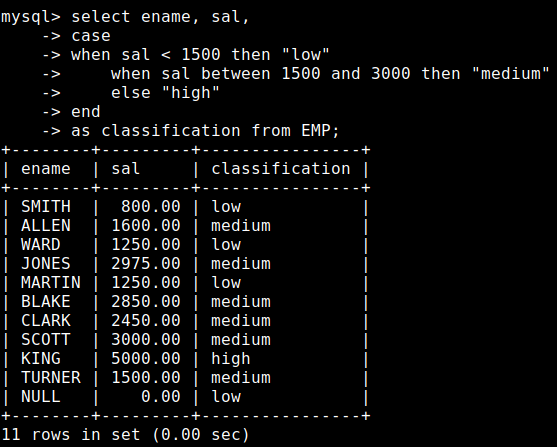 mysql> select ename, sal,
    -> case
    -> when sal < 1500 then "low"
    ->     when sal between 1500 and 3000 then "medium"
    ->     else "high"
    -> end
    -> as classification from EMP;
+--------+---------+----------------+
| ename  | sal     | classification |
+--------+---------+----------------+
| SMITH  |  800.00 | low            |
| ALLEN  | 1600.00 | medium         |
| WARD   | 1250.00 | low            |
| JONES  | 2975.00 | medium         |
| MARTIN | 1250.00 | low            |
| BLAKE  | 2850.00 | medium         |
| CLARK  | 2450.00 | medium         |
| SCOTT  | 3000.00 | medium         |
| KING   | 5000.00 | high           |
| TURNER | 1500.00 | medium         |
| NULL   |    0.00 | low            |
+--------+---------+----------------+
11 rows in set (0.00 sec)